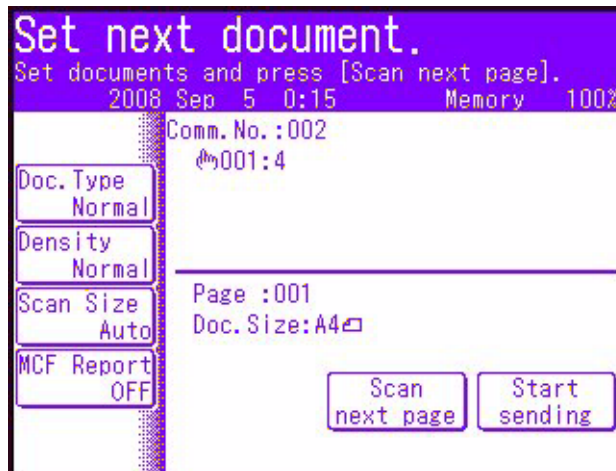 Set next document.
Set documents and press [Scan next page].
2008 Sep 5 0:15 Memory 100%
Comm.No.:002
001:4
Doc.Type
Normal
Density
Normal
Scan Size
Auto
MCF Report
OFF
Page :001
Doc.Size:A4
Scan
next page
Start
sending